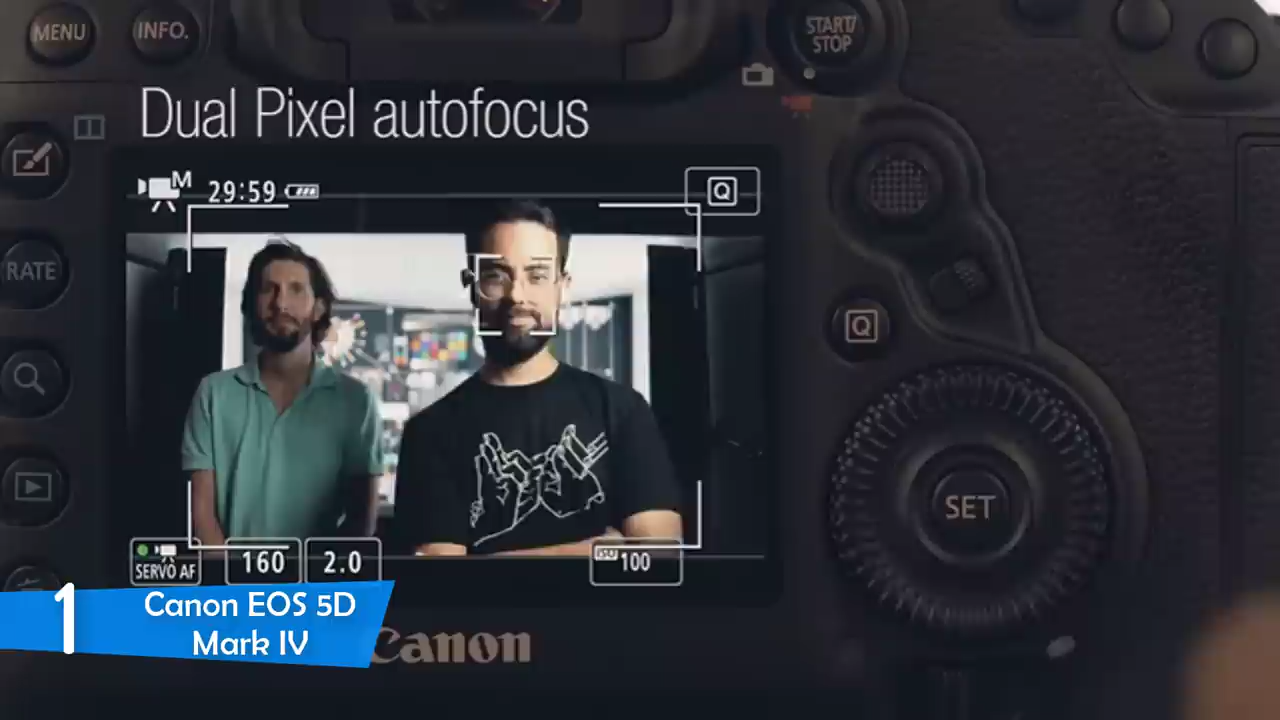 MENU
INFO.
START/
STOP
Dual Pixel autofocus
M
29:59
Q
RATE
Q
SET
SERVO AF
160
2.0
ISO
100
1
Canon EOS 5D
Mark IV
Canon